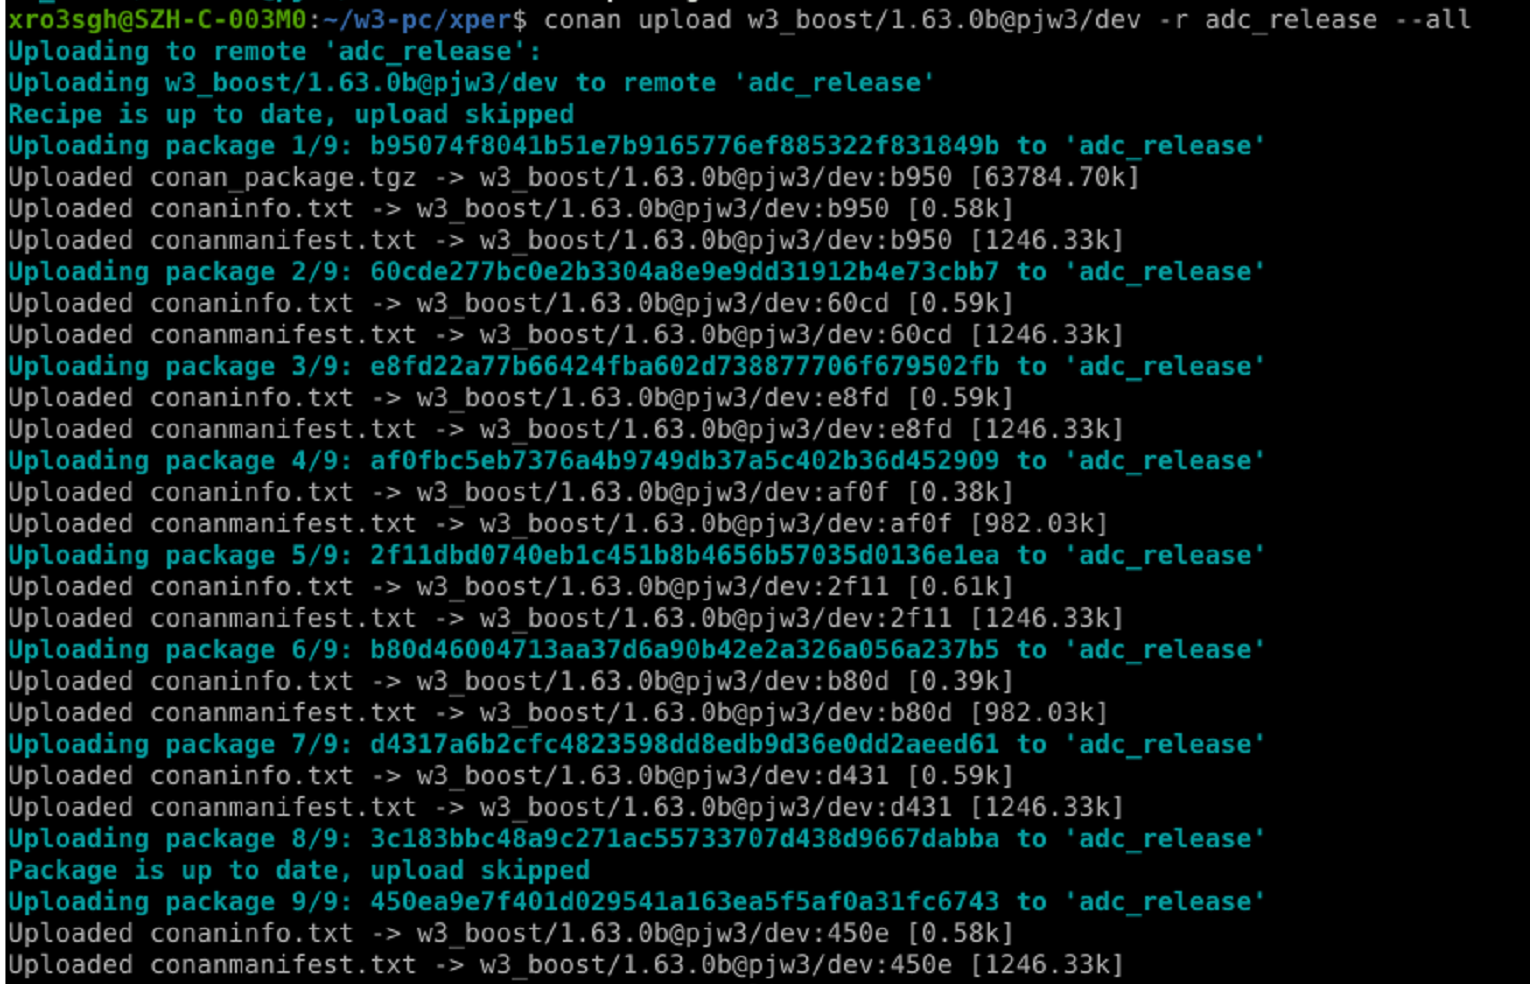 xro3sgh@SZH-C-003M0:~/w3-pc/xper$ conan upload w3_boost/1.63.0b@pjw3/dev -r adc_release --all
Uploading to remote 'adc_release':
Uploading w3_boost/1.63.0b@pjw3/dev to remote 'adc_release'
Recipe is up to date, upload skipped
Uploading package 1/9: b95074f8041b51e7b9165776ef885322f831849b to 'adc_release'
Uploaded conan_package.tgz -> w3_boost/1.63.0b@pjw3/dev:b950 [63784.70k]
Uploaded conaninfo.txt -> w3_boost/1.63.0b@pjw3/dev:b950 [0.58k]
Uploaded conanmanifest.txt -> w3_boost/1.63.0b@pjw3/dev:b950 [1246.33k]
Uploading package 2/9: 60cde277bc0e2b3304a8e9e9dd31912b4e73cbb7 to 'adc_release'
Uploaded conaninfo.txt -> w3_boost/1.63.0b@pjw3/dev:60cd [0.59k]
Uploaded conanmanifest.txt -> w3_boost/1.63.0b@pjw3/dev:60cd [1246.33k]
Uploading package 3/9: e8fd22a77b66424fba602d738877706f679502fb to 'adc_release'
Uploaded conaninfo.txt -> w3_boost/1.63.0b@pjw3/dev:e8fd [0.59k]
Uploaded conanmanifest.txt -> w3_boost/1.63.0b@pjw3/dev:e8fd [1246.33k]
Uploading package 4/9: af0fbc5eb7376a4b9749db37a5c402b36d452909 to 'adc_release'
Uploaded conaninfo.txt -> w3_boost/1.63.0b@pjw3/dev:af0f [0.38k]
Uploaded conanmanifest.txt -> w3_boost/1.63.0b@pjw3/dev:af0f [982.03k]
Uploading package 5/9: 2f11dbd0740eb1c451b8b4656b57035d0136e1ea to 'adc_release'
Uploaded conaninfo.txt -> w3_boost/1.63.0b@pjw3/dev:2f11 [0.61k]
Uploaded conanmanifest.txt -> w3_boost/1.63.0b@pjw3/dev:2f11 [1246.33k]
Uploading package 6/9: b80d46004713aa37d6a90b42e2a326a056a237b5 to 'adc_release'
Uploaded conaninfo.txt -> w3_boost/1.63.0b@pjw3/dev:b80d [0.39k]
Uploaded conanmanifest.txt -> w3_boost/1.63.0b@pjw3/dev:b80d [982.03k]
Uploading package 7/9: d4317a6b2cfc4823598dd8edb9d36e0dd2aeed61 to 'adc_release'
Uploaded conaninfo.txt -> w3_boost/1.63.0b@pjw3/dev:d431 [0.59k]
Uploaded conanmanifest.txt -> w3_boost/1.63.0b@pjw3/dev:d431 [1246.33k]
Uploading package 8/9: 3c183bbc48a9c271ac55733707d438d9667dabba to 'adc_release'
Package is up to date, upload skipped
Uploading package 9/9: 450ea9e7f401d029541a163ea5f5af0a31fc6743 to 'adc_release'
Uploaded conaninfo.txt -> w3_boost/1.63.0b@pjw3/dev:450e [0.58k]
Uploaded conanmanifest.txt -> w3_boost/1.63.0b@pjw3/dev:450e [1246.33k]